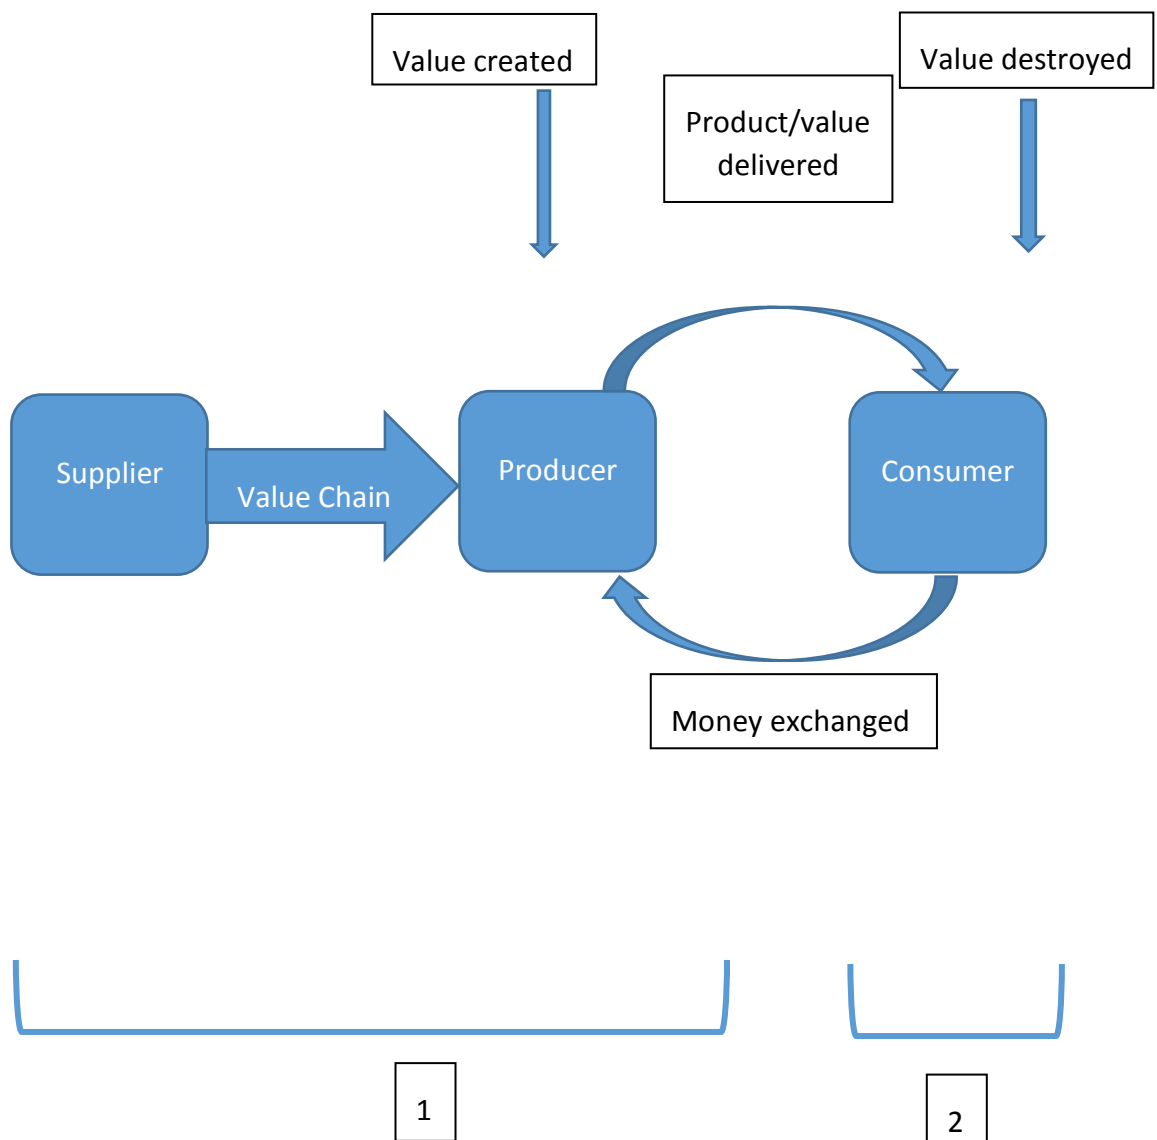 Value created
Value destroyed
Product/value
delivered
Supplier
Value Chain
Producer
Consumer
Money exchanged
1
2